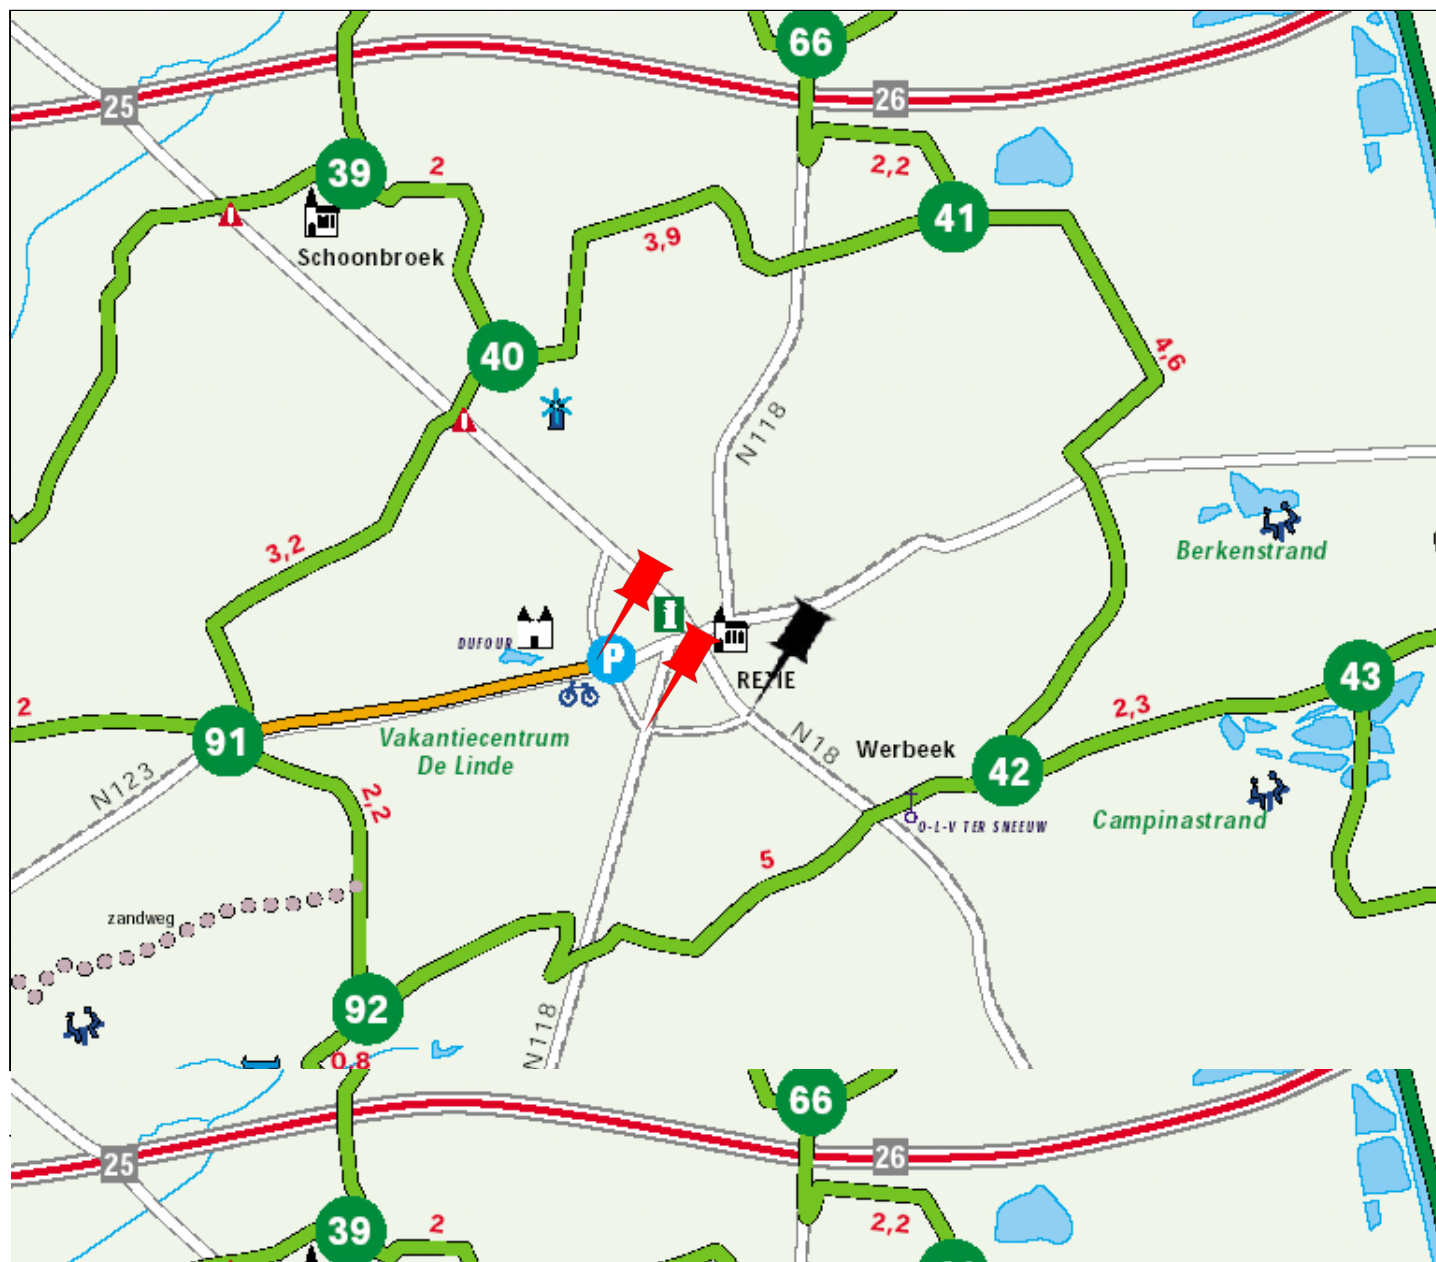 66
25
26
39
2
2,2
41
3,9
Schoonbroek
4,6
40
N118
3,2
Berkenstrand
i
DUFOUR
P
RETIE
43
2
91
2,3
Vakantiecentrum
De Linde
N18
Werbeek
42
N123
2,2
Campinastrand
O-L-V TER SNEEUW
5
zandweg
92
N118
0,8
66
25
26
39
2
2,2